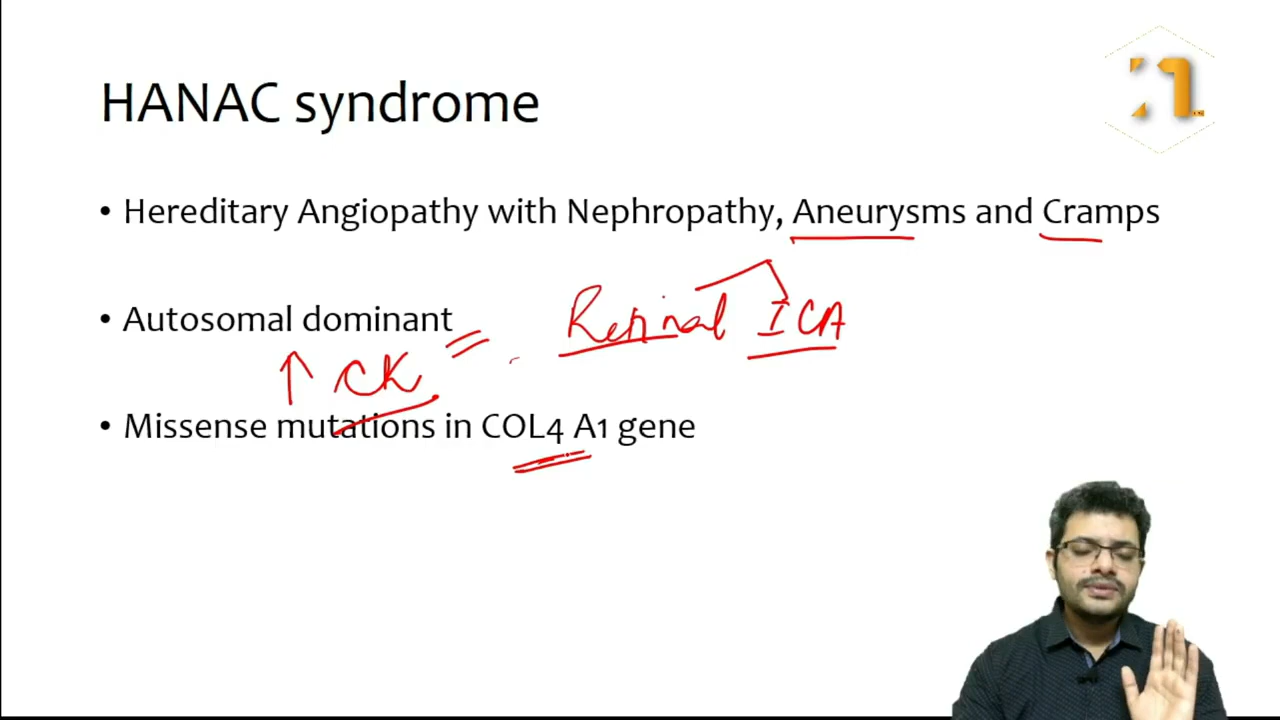 HANAC syndrome
• Hereditary Angiopathy with Nephropathy, Aneurysms and Cramps
• Autosomal dominant
Retinal ICA
↑ CK
• Missense mutations in COL4 A1 gene